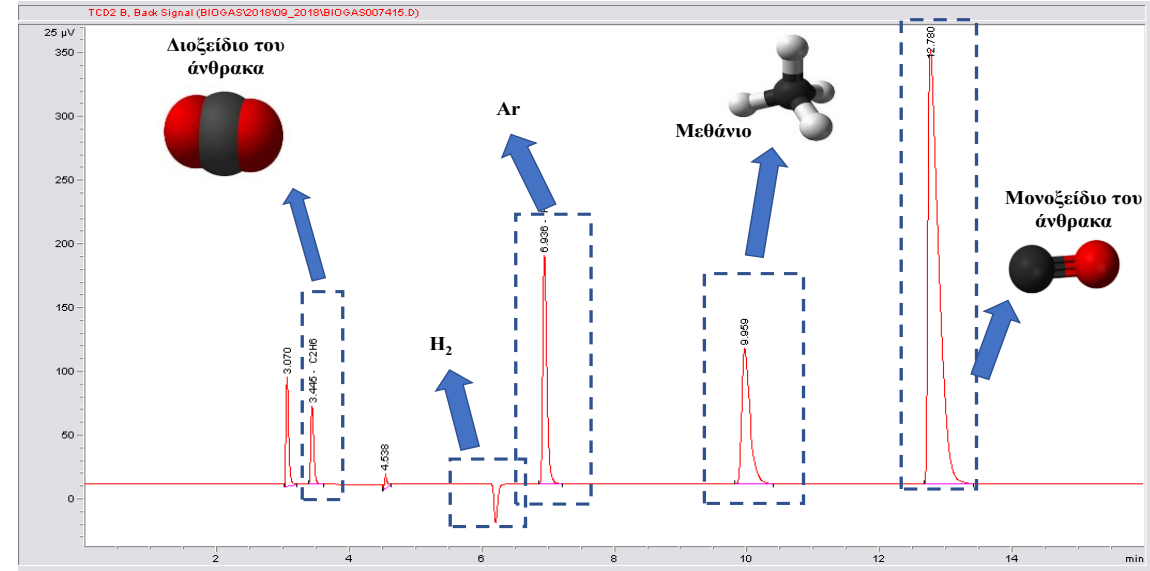 TCD2 B, Back Signal (BIOGAS\2018\09_2018\BIOGAS007415.D)
25 µV
350
300
250
200
150
100
50
0
Διοξείδιο του
άνθρακα
Ar
Μεθάνιο
Μονοξείδιο του
άνθρακα
H₂
3.070
3.445 - C2H6
4.538
6.936 -
9.959
12.780
2
4
6
8
10
12
14
min